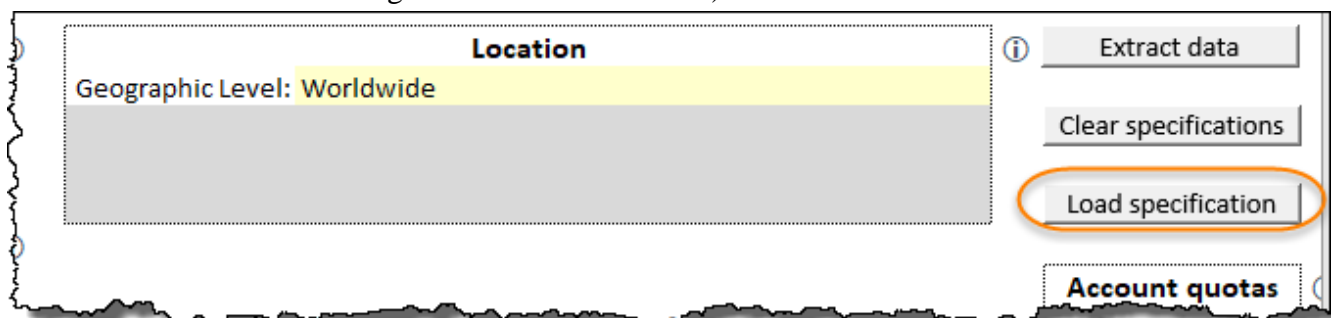 Location
Geographic Level: Worldwide
Extract data
Clear specifications
Load specification
Account quotas